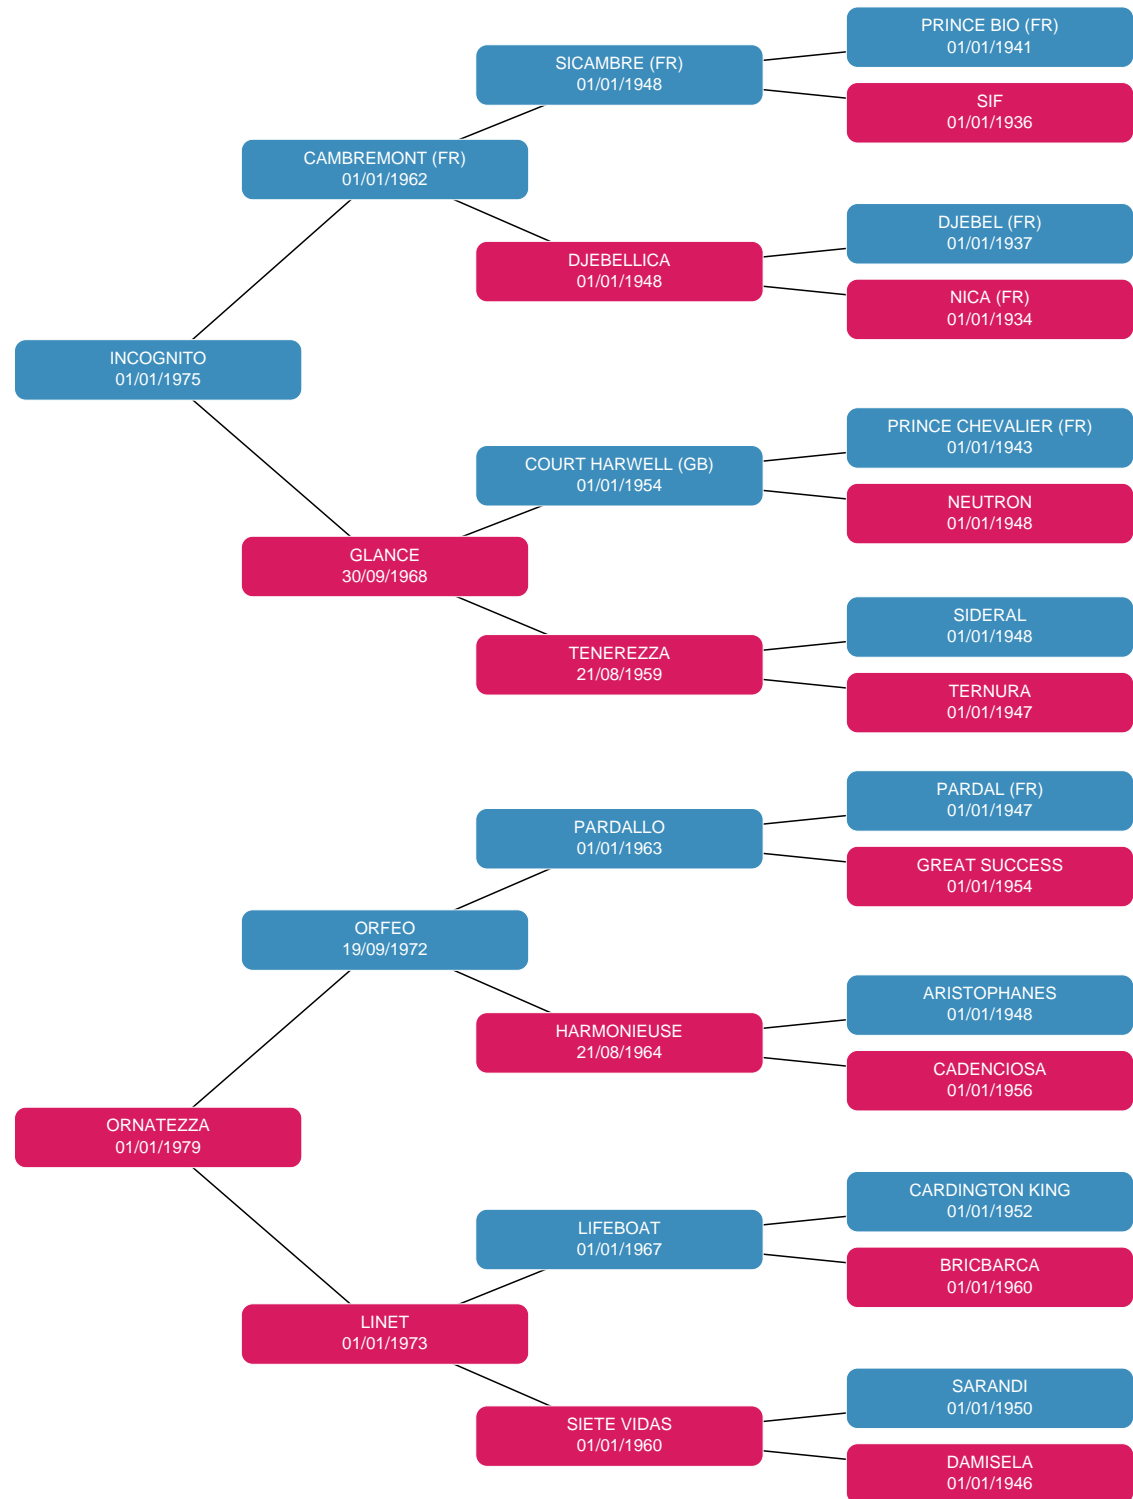 PRINCE BIO (FR)
01/01/1941
SICAMBRE (FR)
01/01/1948
SIF
01/01/1936
CAMBREMONT (FR)
01/01/1962
DJEBEL (FR)
01/01/1937
DJEBELLICA
01/01/1948
NICA (FR)
01/01/1934
INCOGNITO
01/01/1975
PRINCE CHEVALIER (FR)
01/01/1943
COURT HARWELL (GB)
01/01/1954
NEUTRON
01/01/1948
GLANCE
30/09/1968
SIDERAL
01/01/1948
TENEREZZA
21/08/1959
TERNURA
01/01/1947
PARDAL (FR)
01/01/1947
PARDALLO
01/01/1963
GREAT SUCCESS
01/01/1954
ORFEO
19/09/1972
ARISTOPHANES
01/01/1948
HARMONIEUSE
21/08/1964
CADENCIOSA
01/01/1956
ORNATEZZA
01/01/1979
CARDINGTON KING
01/01/1952
LIFEBOAT
01/01/1967
BRICBARCA
01/01/1960
LINET
01/01/1973
SARANDI
01/01/1950
SIETE VIDAS
01/01/1960
DAMISELA
01/01/1946